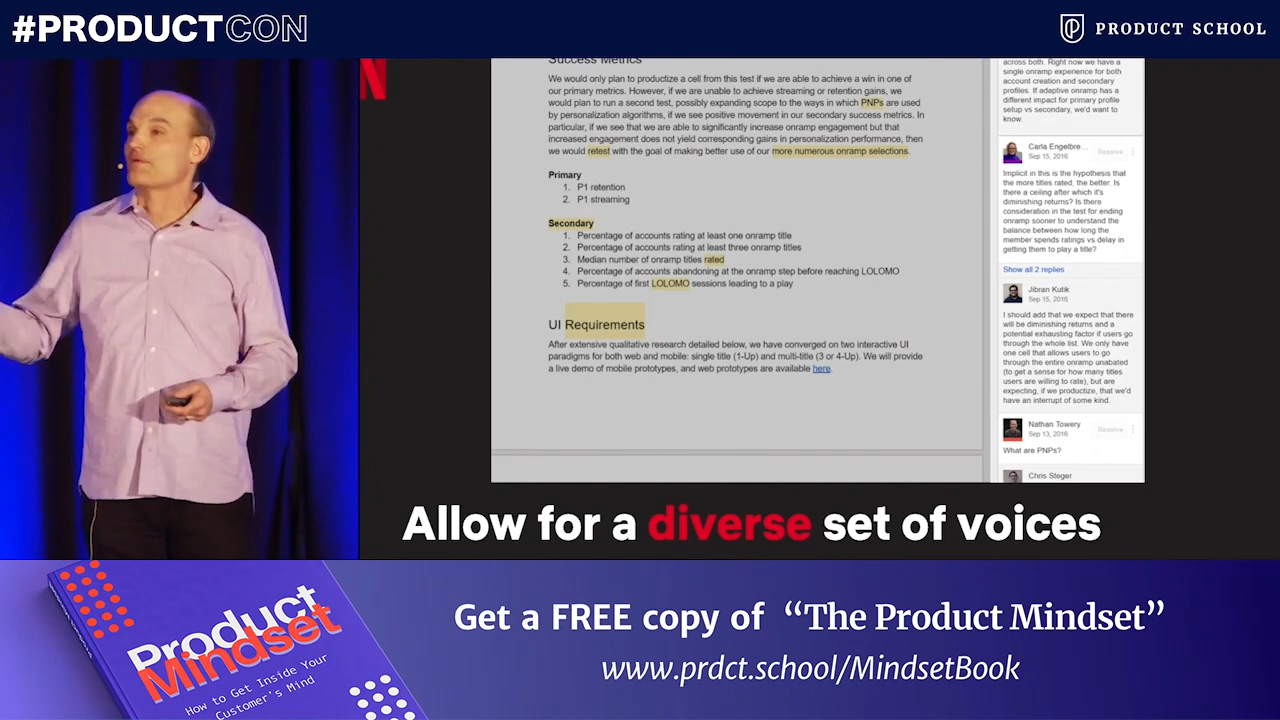 #PRODUCTCON
PRODUCT SCHOOL
N
Success Metrics
We would only plan to productize a cell from this test if we are able to achieve a win in one of
our primary metrics. However, if we are unable to achieve streaming or retention gains, we
would plan to run a second test, possibly expanding scope to the ways in which PNPs are used
by personalization algorithms, if we see positive movement in our secondary success metrics. In
particular, if we see that we are able to significantly increase onramp engagement but that
increased engagement does not yield corresponding gains in personalization performance, then
we would retest with the goal of making better use of our more numerous onramp selections.
Primary
1. P1 retention
2. P1 streaming
Secondary
1. Percentage of accounts rating at least one onramp title
2. Percentage of accounts rating at least three onramp titles
3. Median number of onramp titles rated
4. Percentage of accounts abandoning at the onramp step before reaching LOLOMO
5. Percentage of first LOLOMO sessions leading to a play
UI Requirements
After extensive qualitative research detailed below, we have converged on two interactive UI
paradigms for both web and mobile: single title (1-Up) and multi-title (3 or 4-Up). We will provide
a live demo of mobile prototypes, and web prototypes are available here.
across both. Right now we have a
single onramp experience for both
account creation and secondary
profiles. If adaptive onramp has a
different impact for primary profile
setup vs secondary, we'd want to
know.
Carla Engelbre...
Sep 15, 2016
Resolve
Implicit in this is the hypothesis that
the more titles rated, the better. Is
there a ceiling after which it's
diminishing returns? Is there
consideration in the test for ending
onramp sooner to understand the
balance between how long the
member spends ratings vs delay in
getting them to play a title?
Show all 2 replies
Jibran Kutik
Sep 15, 2016
I should add that we expect that there
will be diminishing returns and a
potential exhausting factor if users go
through the whole list. We only have
one cell that allows users to go
through the entire onramp unabated
(to get a sense for how many titles
users are willing to rate), but are
expecting, if we productize, that we'd
have an interrupt of some kind.
Nathan Towery
Sep 13, 2016
Resolve
What are PNPs?
Chris Steger
Allow for a diverse set of voices
Product
Mindset
How to Get Inside Your
Customer's Mind
Get a FREE copy of “The Product Mindset”
www.prdct.school/MindsetBook